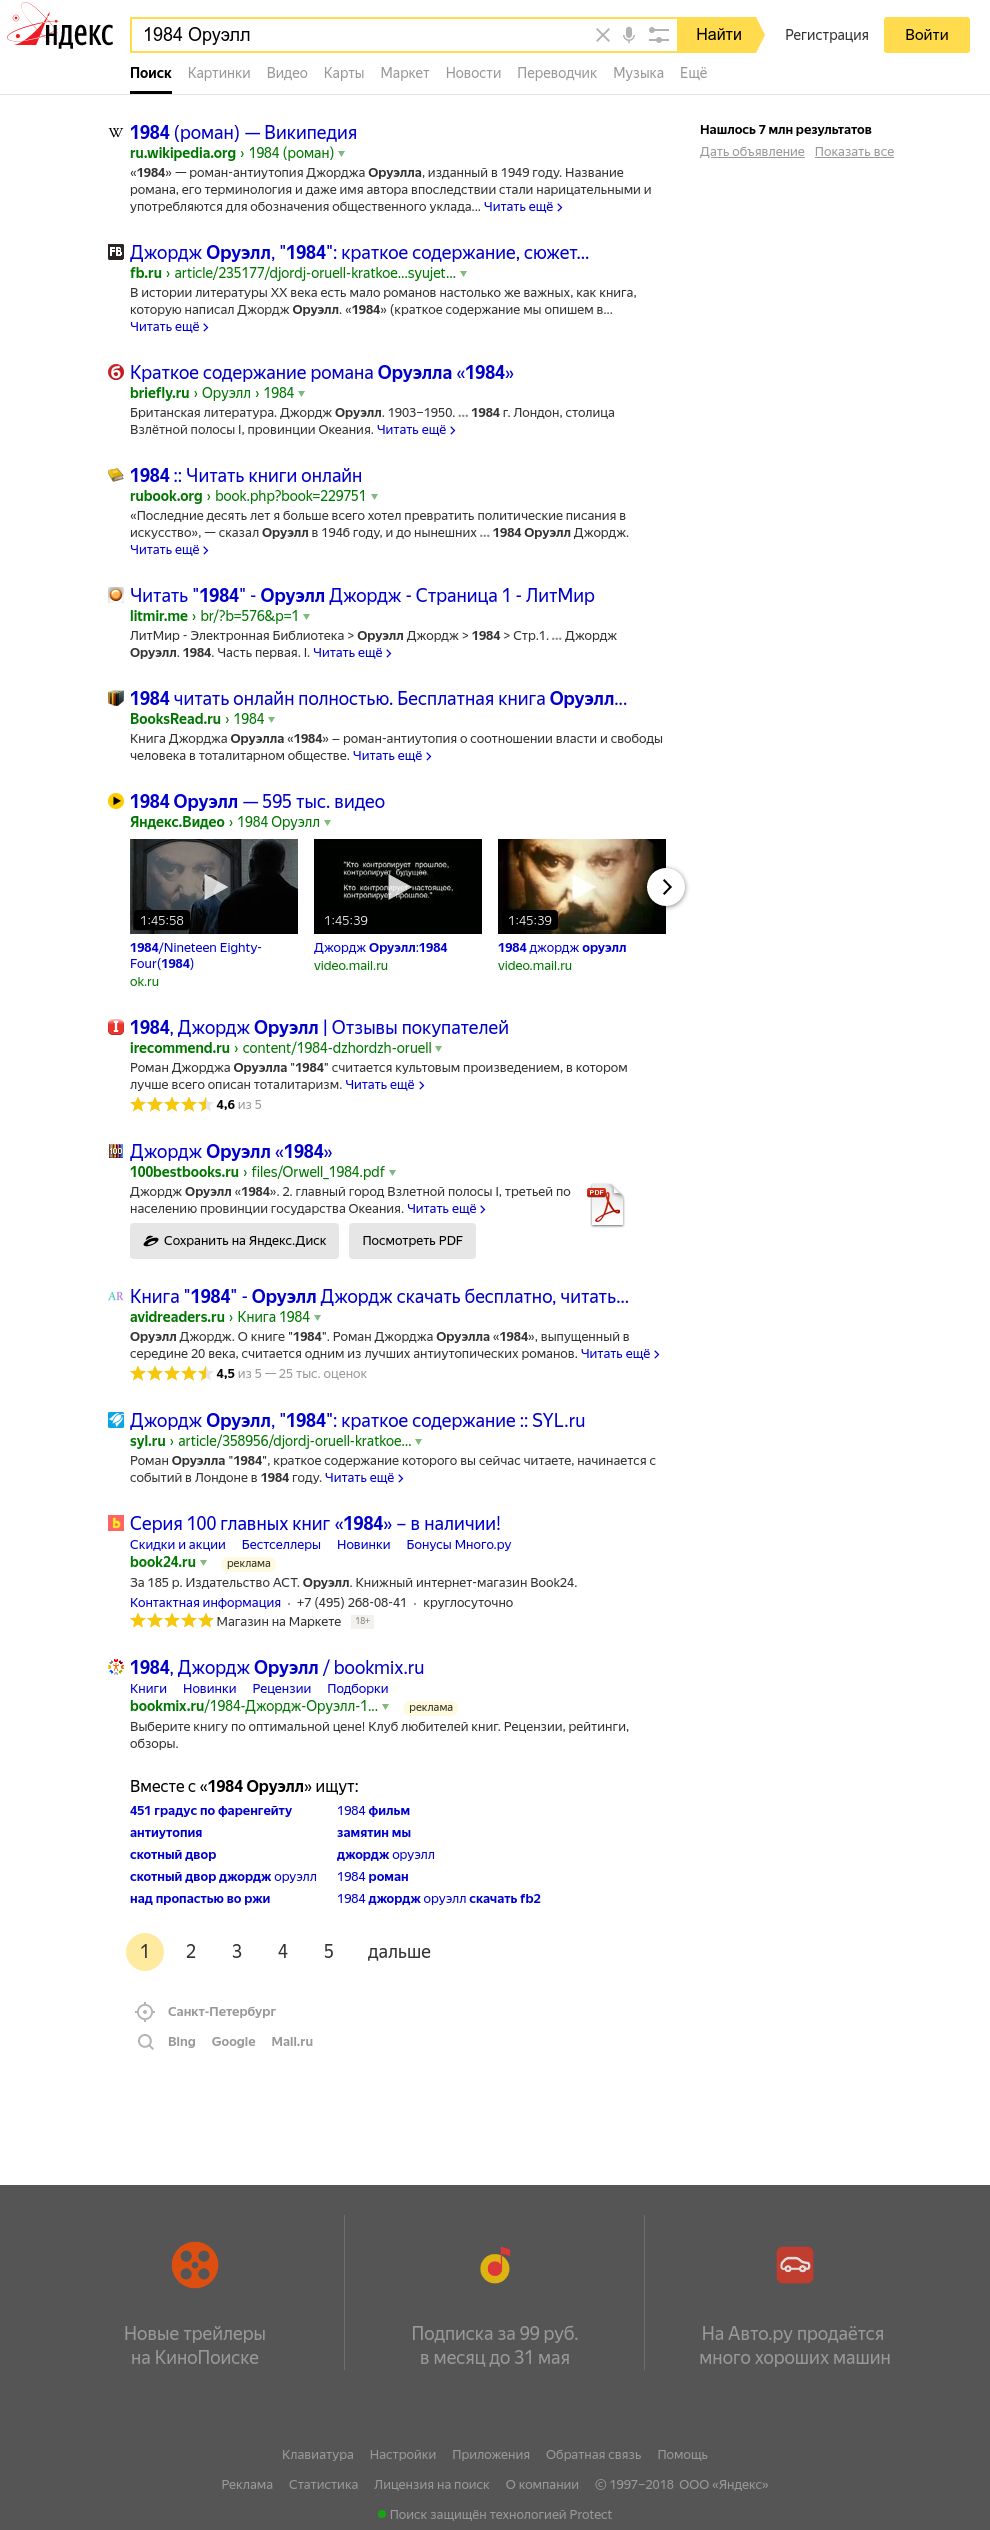 Яндекс
1984 Оруэлл
Найти
Регистрация
Войти
Поиск Картинки Видео Карты Маркет Новости Переводчик Музыка Ещё
Нашлось 7 млн результатов
Дать объявление Показать все
W
1984 (роман) — Википедия
ru.wikipedia.org › 1984 (роман)
«1984» — роман-антиутопия Джорджа Оруэлла, изданный в 1949 году. Название
романа, его терминология и даже имя автора впоследствии стали нарицательными и
употребляются для обозначения общественного уклада... Читать ещё
FB
Джордж Оруэлл, "1984": краткое содержание, сюжет...
fb.ru › article/235177/djordj-oruell-kratkoe...syujet...
В истории литературы XX века есть мало романов настолько же важных, как книга,
которую написал Джордж Оруэлл. «1984» (краткое содержание мы опишем в...
Читать ещё
Краткое содержание романа Оруэлла «1984»
briefly.ru › Оруэлл › 1984
Британская литература. Джордж Оруэлл. 1903–1950. ... 1984 г. Лондон, столица
Взлётной полосы I, провинции Океания. Читать ещё
1984 :: Читать книги онлайн
rubook.org › book.php?book=229751
«Последние десять лет я больше всего хотел превратить политические писания в
искусство», — сказал Оруэлл в 1946 году, и до нынешних ... 1984 Оруэлл Джордж.
Читать ещё
Читать "1984" - Оруэлл Джордж - Страница 1 - ЛитМир
litmir.me › br/?b=576&p=1
ЛитМир - Электронная Библиотека > Оруэлл Джордж > 1984 > Стр.1. ... Джордж
Оруэлл. 1984. Часть первая. I. Читать ещё
1984 читать онлайн полностью. Бесплатная книга Оруэлл...
BooksRead.ru › 1984
Книга Джорджа Оруэлла «1984» – роман-антиутопия о соотношении власти и свободы
человека в тоталитарном обществе. Читать ещё
1984 Оруэлл — 595 тыс. видео
Яндекс.Видео › 1984 Оруэлл
"Кто контролирует прошлое,
контролирует будущее.
Кто контролирует настоящее,
контролирует прошлое."
1:45:58
1:45:39
1:45:39
1984/Nineteen Eighty-
Four(1984)
ok.ru
Джордж Оруэлл:1984
video.mail.ru
1984 джордж оруэлл
video.mail.ru
1984, Джордж Оруэлл | Отзывы покупателей
irecommend.ru › content/1984-dzhordzh-oruell
Роман Джорджа Оруэлла "1984" считается культовым произведением, в котором
лучше всего описан тоталитаризм. Читать ещё
4,6 из 5
100
Джордж Оруэлл «1984»
100bestbooks.ru › files/Orwell_1984.pdf
Джордж Оруэлл «1984». 2. главный город Взлетной полосы I, третьей по
населению провинции государства Океания. Читать ещё
PDF
Сохранить на Яндекс.Диск
Посмотреть PDF
AR
Книга "1984" - Оруэлл Джордж скачать бесплатно, читать...
avidreaders.ru › Книга 1984
Оруэлл Джордж. О книге "1984". Роман Джорджа Оруэлла «1984», выпущенный в
середине 20 века, считается одним из лучших антиутопических романов. Читать ещё
4,5 из 5 — 25 тыс. оценок
Джордж Оруэлл, "1984": краткое содержание :: SYL.ru
syl.ru › article/358956/djordj-oruell-kratkoe...
Роман Оруэлла "1984", краткое содержание которого вы сейчас читаете, начинается с
событий в Лондоне в 1984 году. Читать ещё
b
Серия 100 главных книг «1984» – в наличии!
Скидки и акции Бестселлеры Новинки Бонусы Много.ру
book24.ru реклама
За 185 р. Издательство АСТ. Оруэлл. Книжный интернет-магазин Book24.
Контактная информация · +7 (495) 268-08-41 · круглосуточно
Магазин на Маркете 18+
1984, Джордж Оруэлл / bookmix.ru
Книги Новинки Рецензии Подборки
bookmix.ru/1984-Джордж-Оруэлл-1... реклама
Выберите книгу по оптимальной цене! Клуб любителей книг. Рецензии, рейтинги,
обзоры.
Вместе с «1984 Оруэлл» ищут:
451 градус по фаренгейту 1984 фильм
антиутопия замятин мы
скотный двор джордж оруэлл
скотный двор джордж оруэлл 1984 роман
над пропастью во ржи 1984 джордж оруэлл скачать fb2
1 2 3 4 5 дальше
Санкт-Петербург
Bing Google Mail.ru
Новые трейлеры
на КиноПоиске
Подписка за 99 руб.
в месяц до 31 мая
На Авто.ру продаётся
много хороших машин
Клавиатура Настройки Приложения Обратная связь Помощь
Реклама Статистика Лицензия на поиск О компании © 1997–2018 ООО «Яндекс»
Поиск защищён технологией Protect